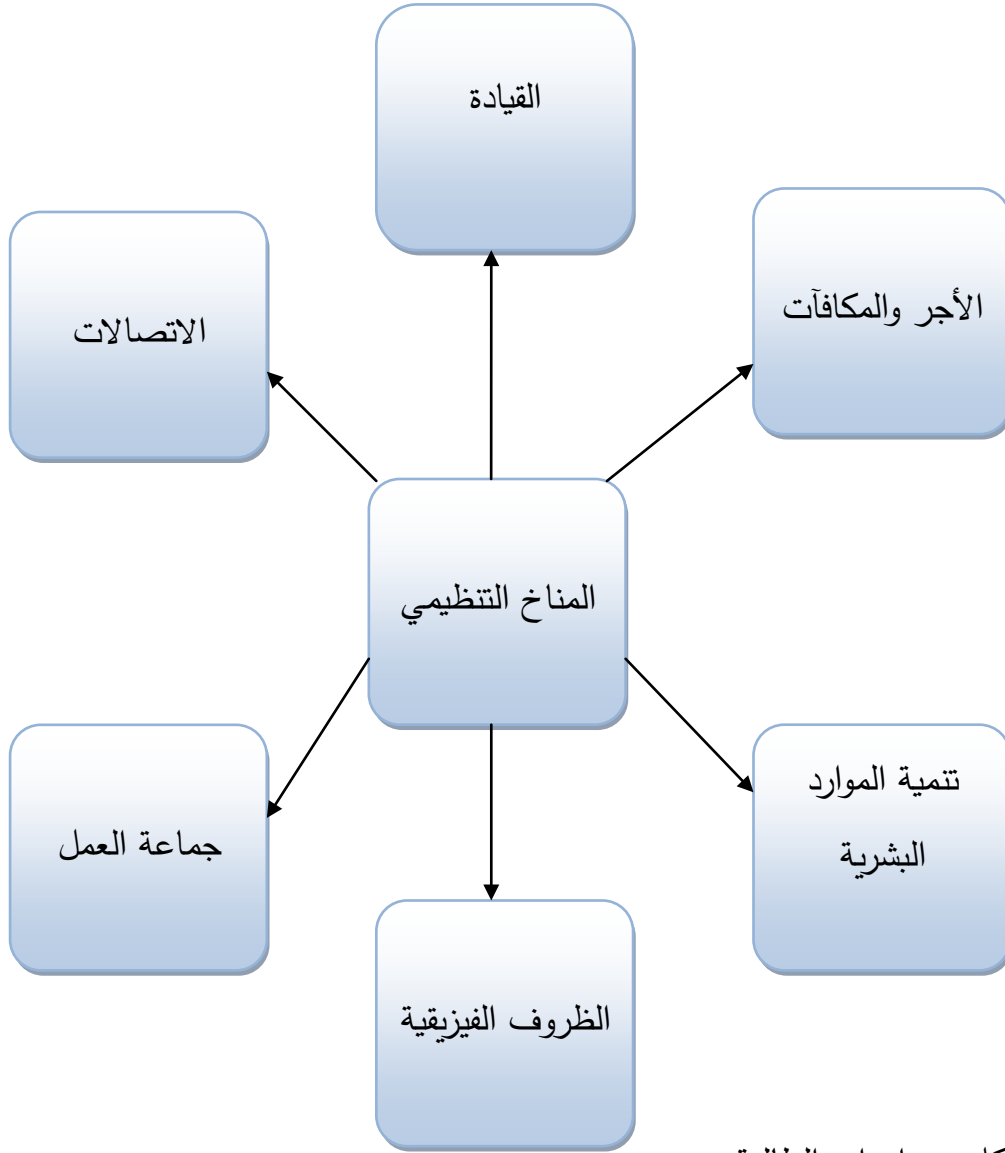 القيادة
الأجر والمكافآت
الاتصالات
المناخ التنظيمي
تنمية الموارد
البشرية
جماعة العمل
الظروف الفيزيقية